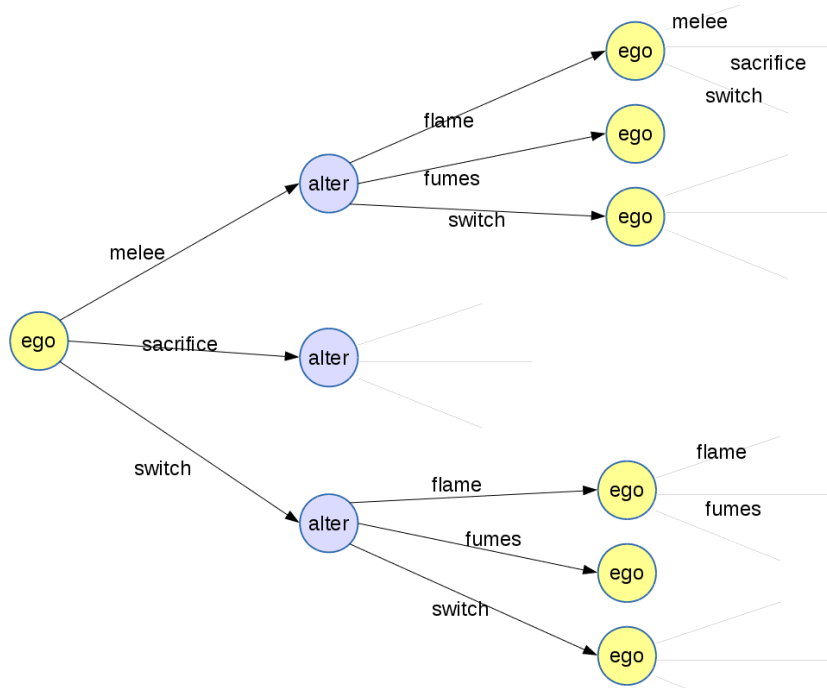 melee
ego
sacrifice
switch
flame
ego
alter
fumes
switch
ego
melee
ego
sacrifice
alter
switch
flame
flame
ego
fumes
alter
fumes
ego
switch
ego